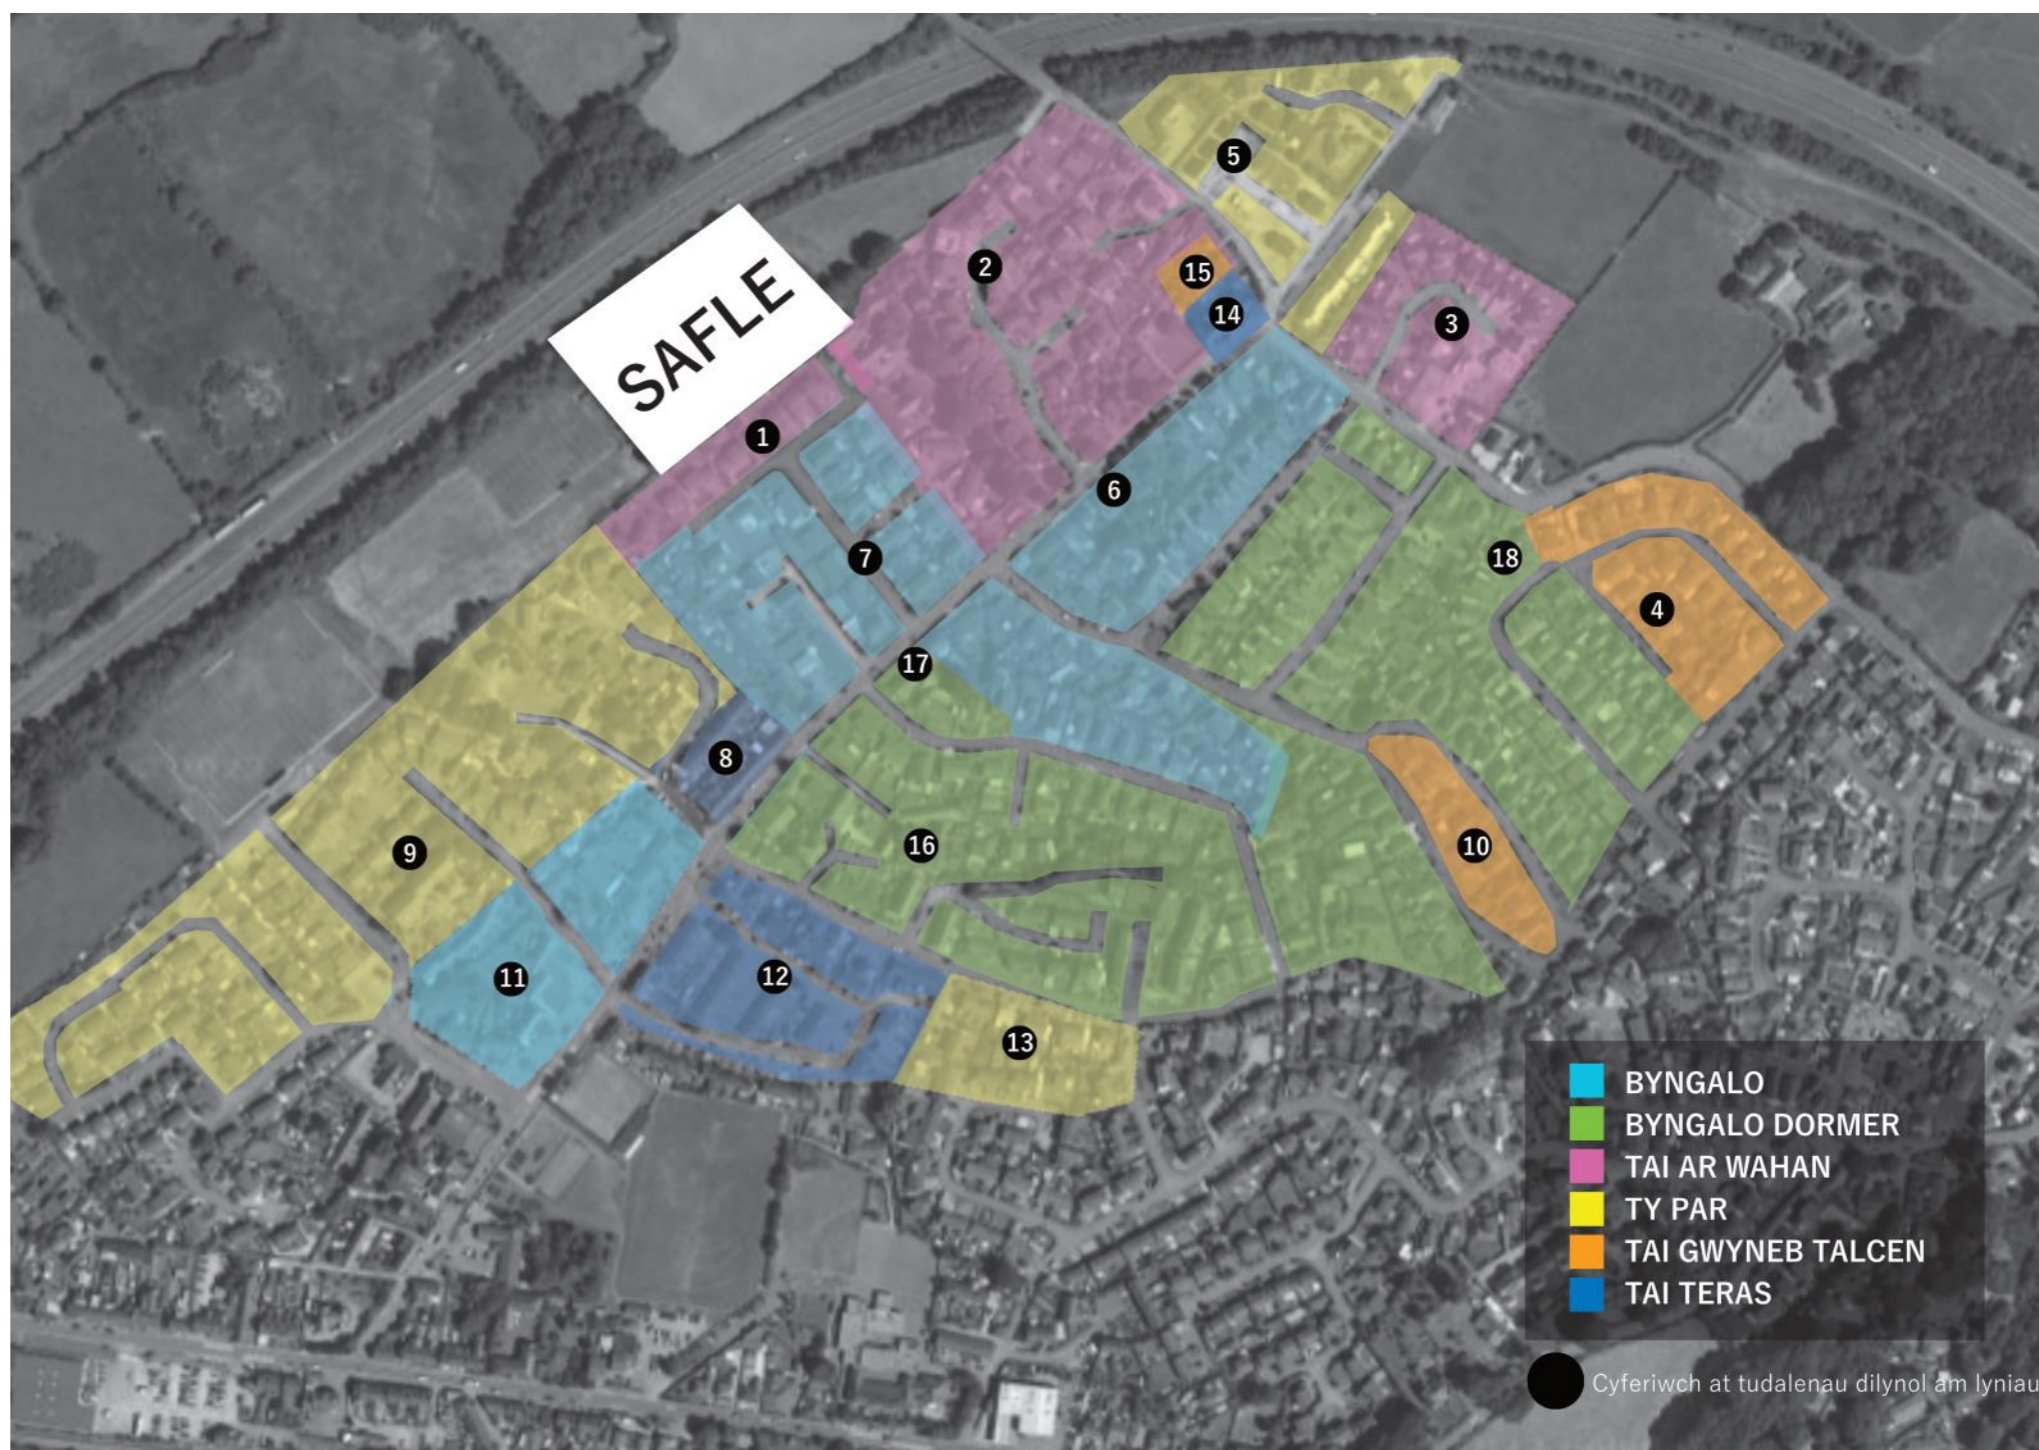 5
2
15
14
3
SAFLE
1
6
7
18
4
17
8
16
10
9
11
12
13
BYNGALO
BYNGALO DORMER
TAI AR WAHAN
TY PAR
TAI GWYNEB TALCEN
TAI TERAS
Cyferiwch at tudalenau dilynol am lyniau